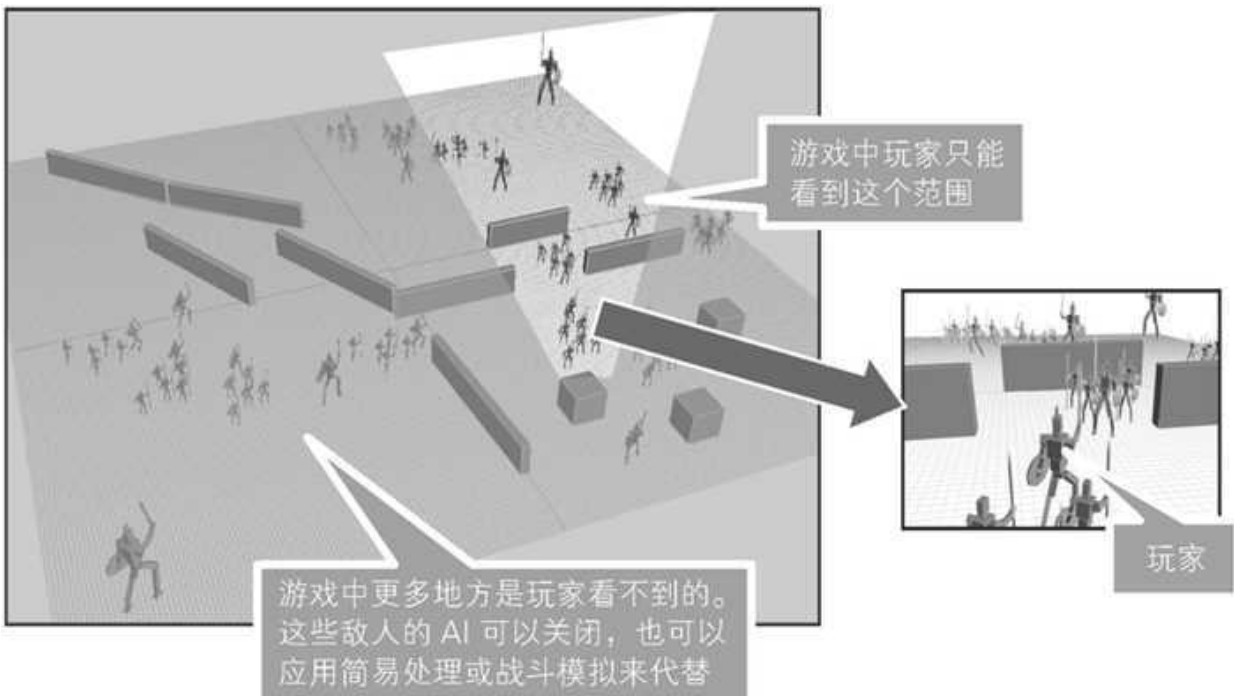 游戏中玩家只能
看到这个范围
玩家
游戏中更多地方是玩家看不到的。
这些敌人的 AI 可以关闭，也可以
应用简易处理或战斗模拟来代替